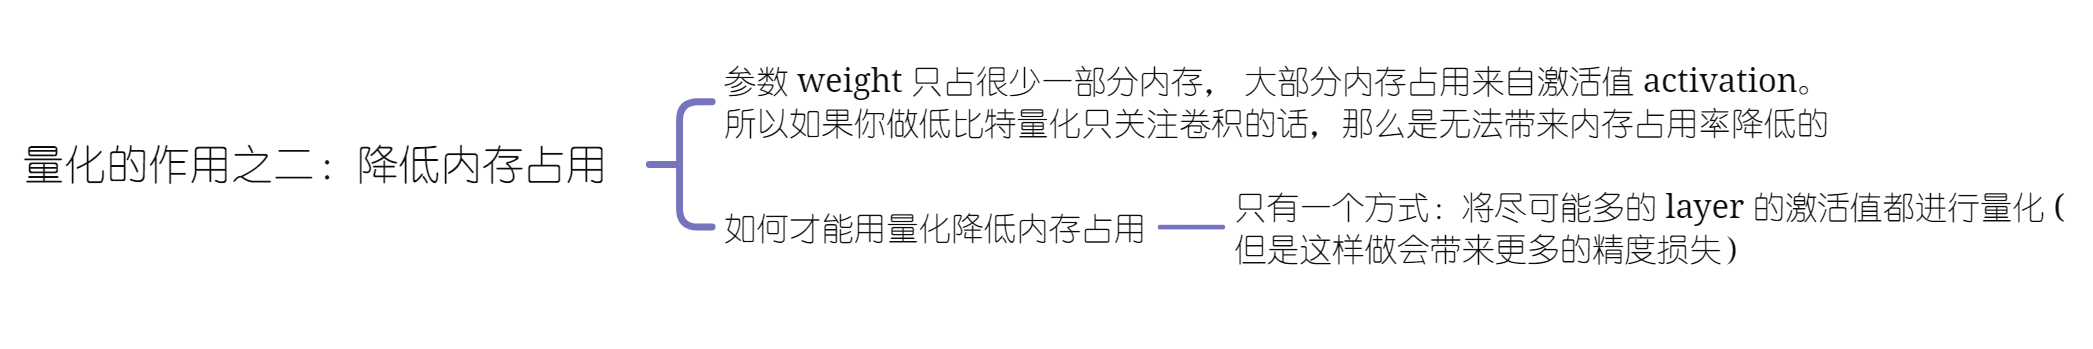 量化的作用之二：降低内存占用
参数 weight 只占很少一部分内存， 大部分内存占用来自激活值 activation。
所以如果你做低比特量化只关注卷积的话，那么是无法带来内存占用率降低的
如何才能用量化降低内存占用
只有一个方式：将尽可能多的 layer 的激活值都进行量化 (
但是这样做会带来更多的精度损失)